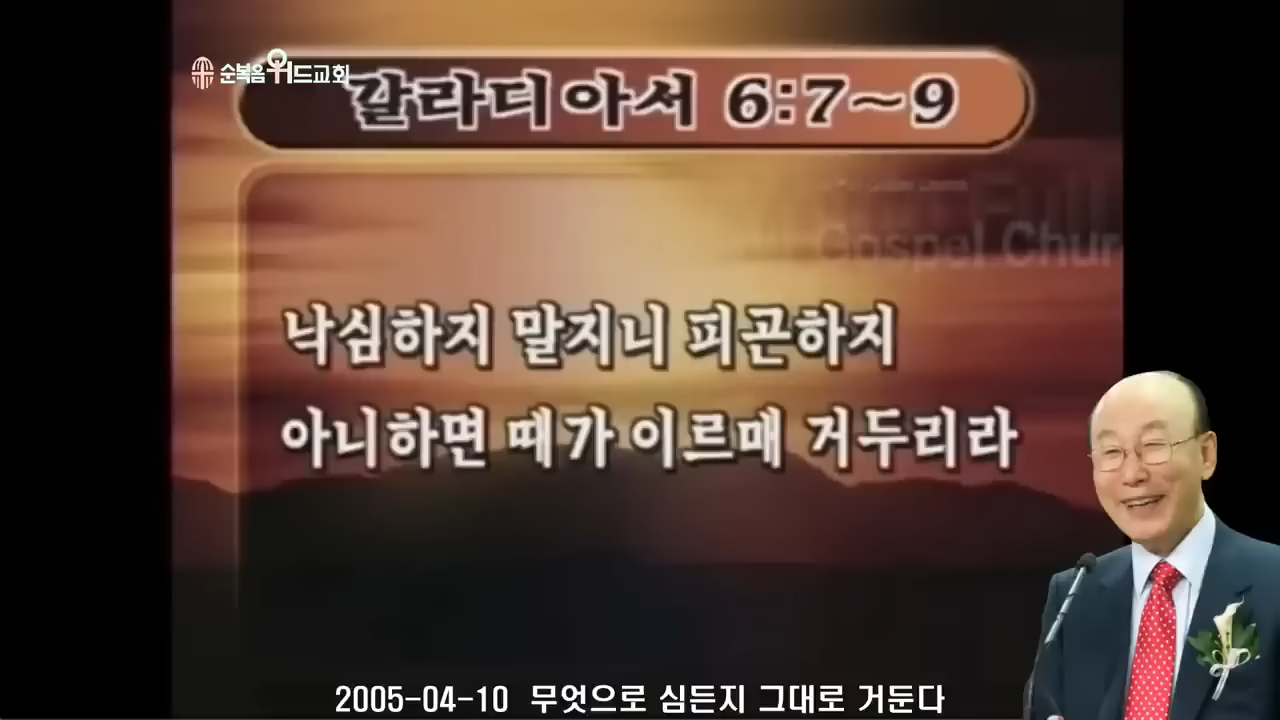 순복음위드교회
갈라디아서 6:7~9
Full
Gospel Chur
낙심하지 말지니 피곤하지
아니하면 때가 이르매 거두리라
2005-04-10 무엇으로 심든지 그대로 거둔다